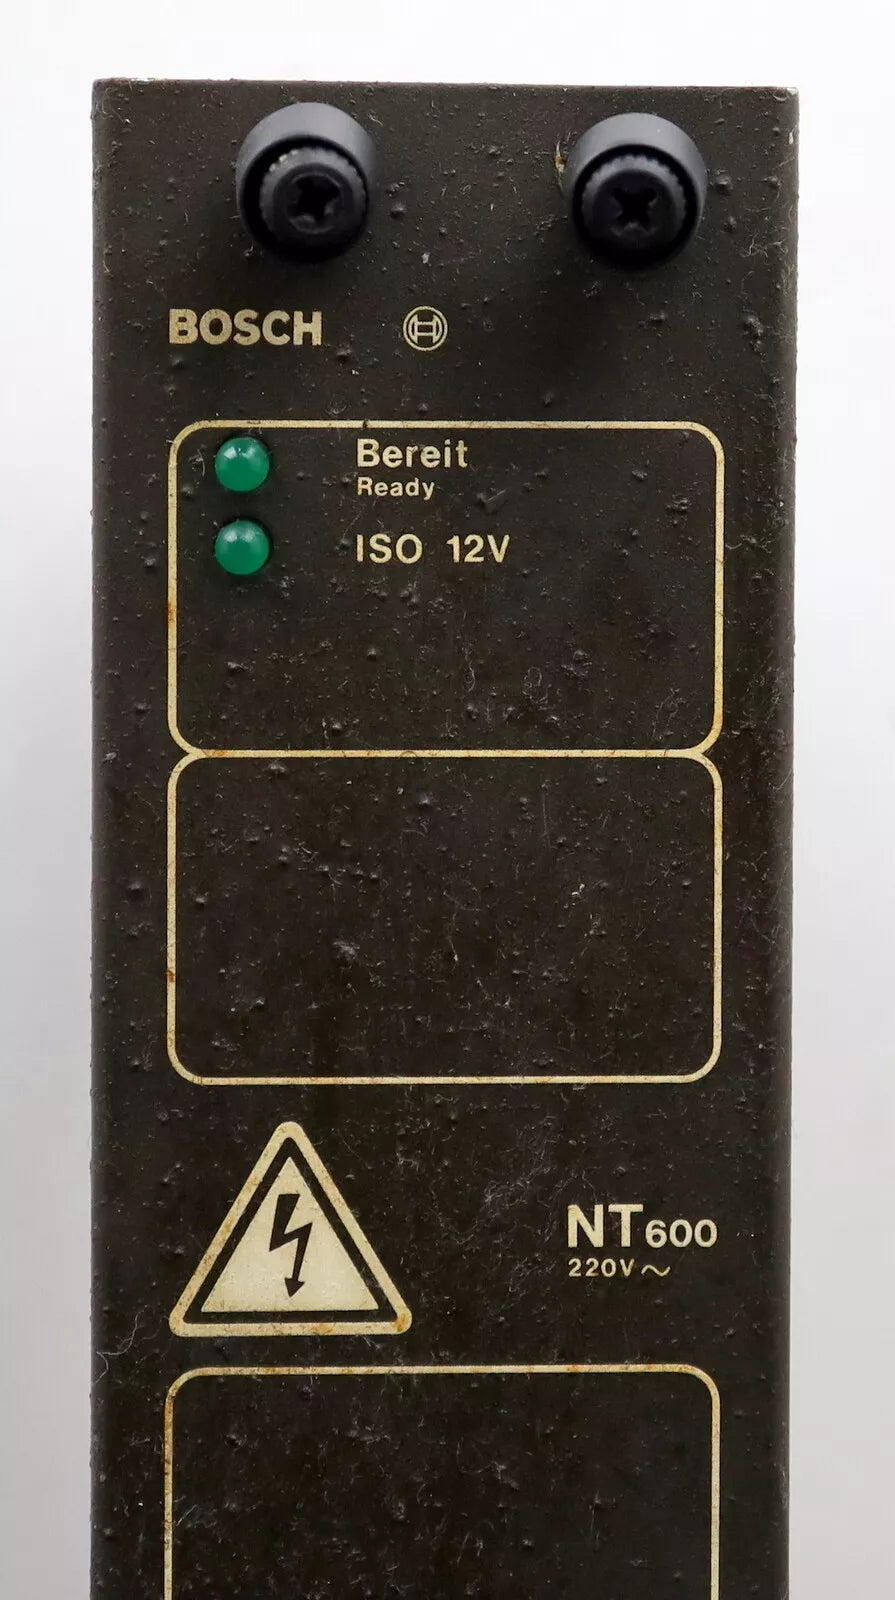 BOSCH
Bereit
Ready
ISO 12V
NT600
220V~